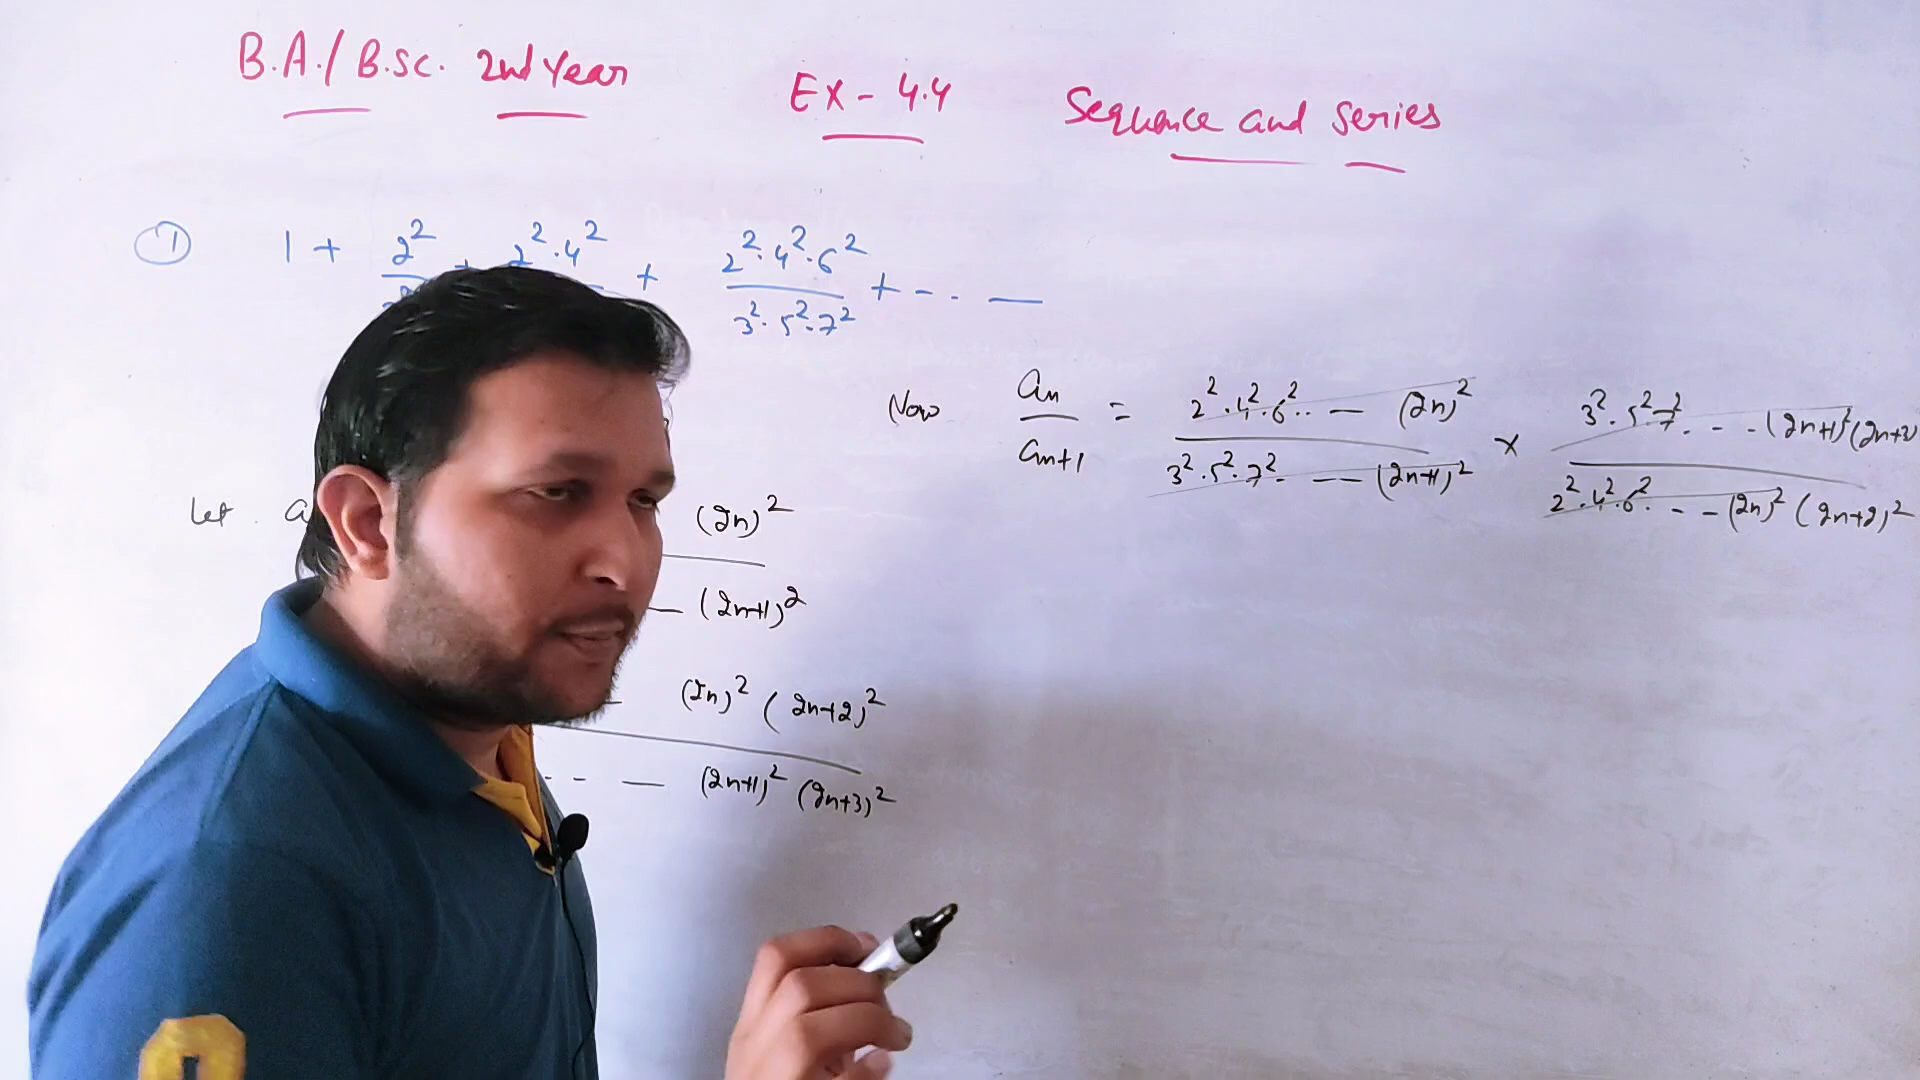 B.A./B.Sc. 2nd Year Ex - 4.4 Sequence and Series
① 1 + 2² + 2².4² + 2².4².6² + - - . —
3². 5².7²
Now an = 2².4².6².. — (2n)² × 3².5².7². - - - (2n+1)²(2n+3)
an+1 3².5².7². — — (2n+1)² 2².4².6². - - (2n)² (2n+2)²
Let a (2n)²
— (2n+1)²
(2n)² (2n+2)²
- - — (2n+1)² (2n+3)²